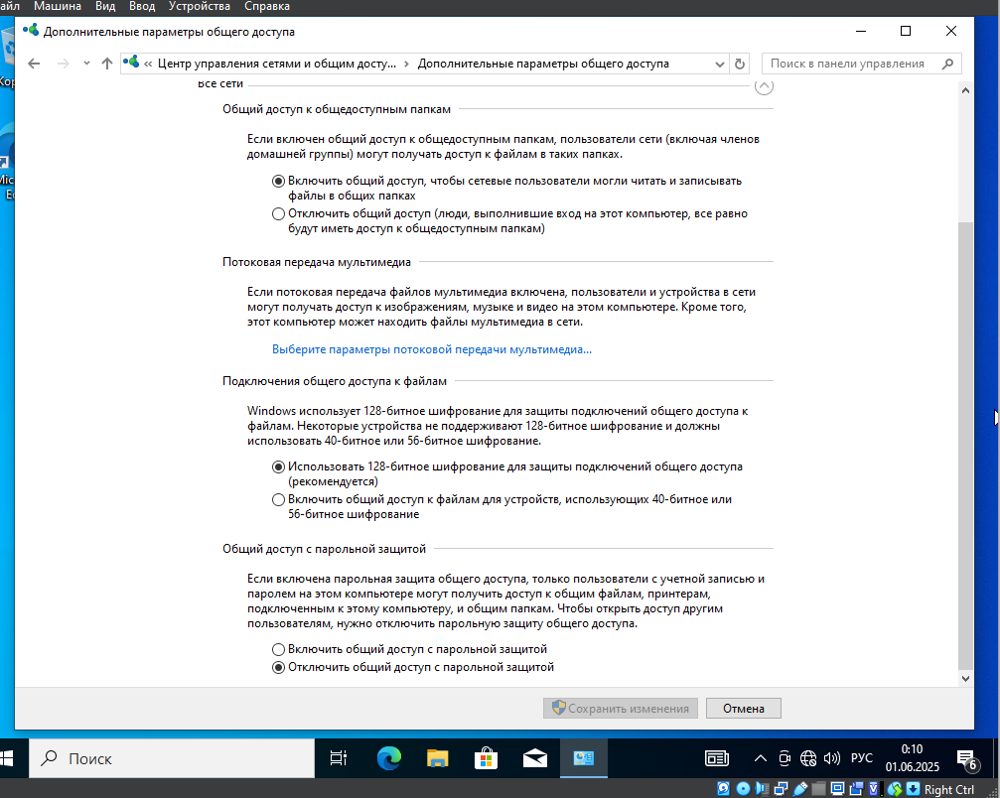 айл Машина Вид Ввод Устройства Справка
Дополнительные параметры общего доступа
« Центр управления сетями и общим досту... › Дополнительные параметры общего доступа
Поиск в панели управления
Все сети
Общий доступ к общедоступным папкам
Если включен общий доступ к общедоступным папкам, пользователи сети (включая членов
домашней группы) могут получать доступ к файлам в таких папках.
Включить общий доступ, чтобы сетевые пользователи могли читать и записывать
файлы в общих папках
Отключить общий доступ (люди, выполнившие вход на этот компьютер, все равно
будут иметь доступ к общедоступным папкам)
Потоковая передача мультимедиа
Если потоковая передача файлов мультимедиа включена, пользователи и устройства в сети
могут получать доступ к изображениям, музыке и видео на этом компьютере. Кроме того,
этот компьютер может находить файлы мультимедиа в сети.
Выберите параметры потоковой передачи мультимедиа...
Подключения общего доступа к файлам
Windows использует 128-битное шифрование для защиты подключений общего доступа к
файлам. Некоторые устройства не поддерживают 128-битное шифрование и должны
использовать 40-битное или 56-битное шифрование.
Использовать 128-битное шифрование для защиты подключений общего доступа
(рекомендуется)
Включить общий доступ к файлам для устройств, использующих 40-битное или
56-битное шифрование
Общий доступ с парольной защитой
Если включена парольная защита общего доступа, только пользователи с учетной записью и
паролем на этом компьютере могут получить доступ к общим файлам, принтерам,
подключенным к этому компьютеру, и общим папкам. Чтобы открыть доступ другим
пользователям, нужно отключить парольную защиту общего доступа.
Включить общий доступ с парольной защитой
Отключить общий доступ с парольной защитой
Сохранить изменения
Отмена
Поиск
РУС
0:10
01.06.2025
6
Right Ctrl